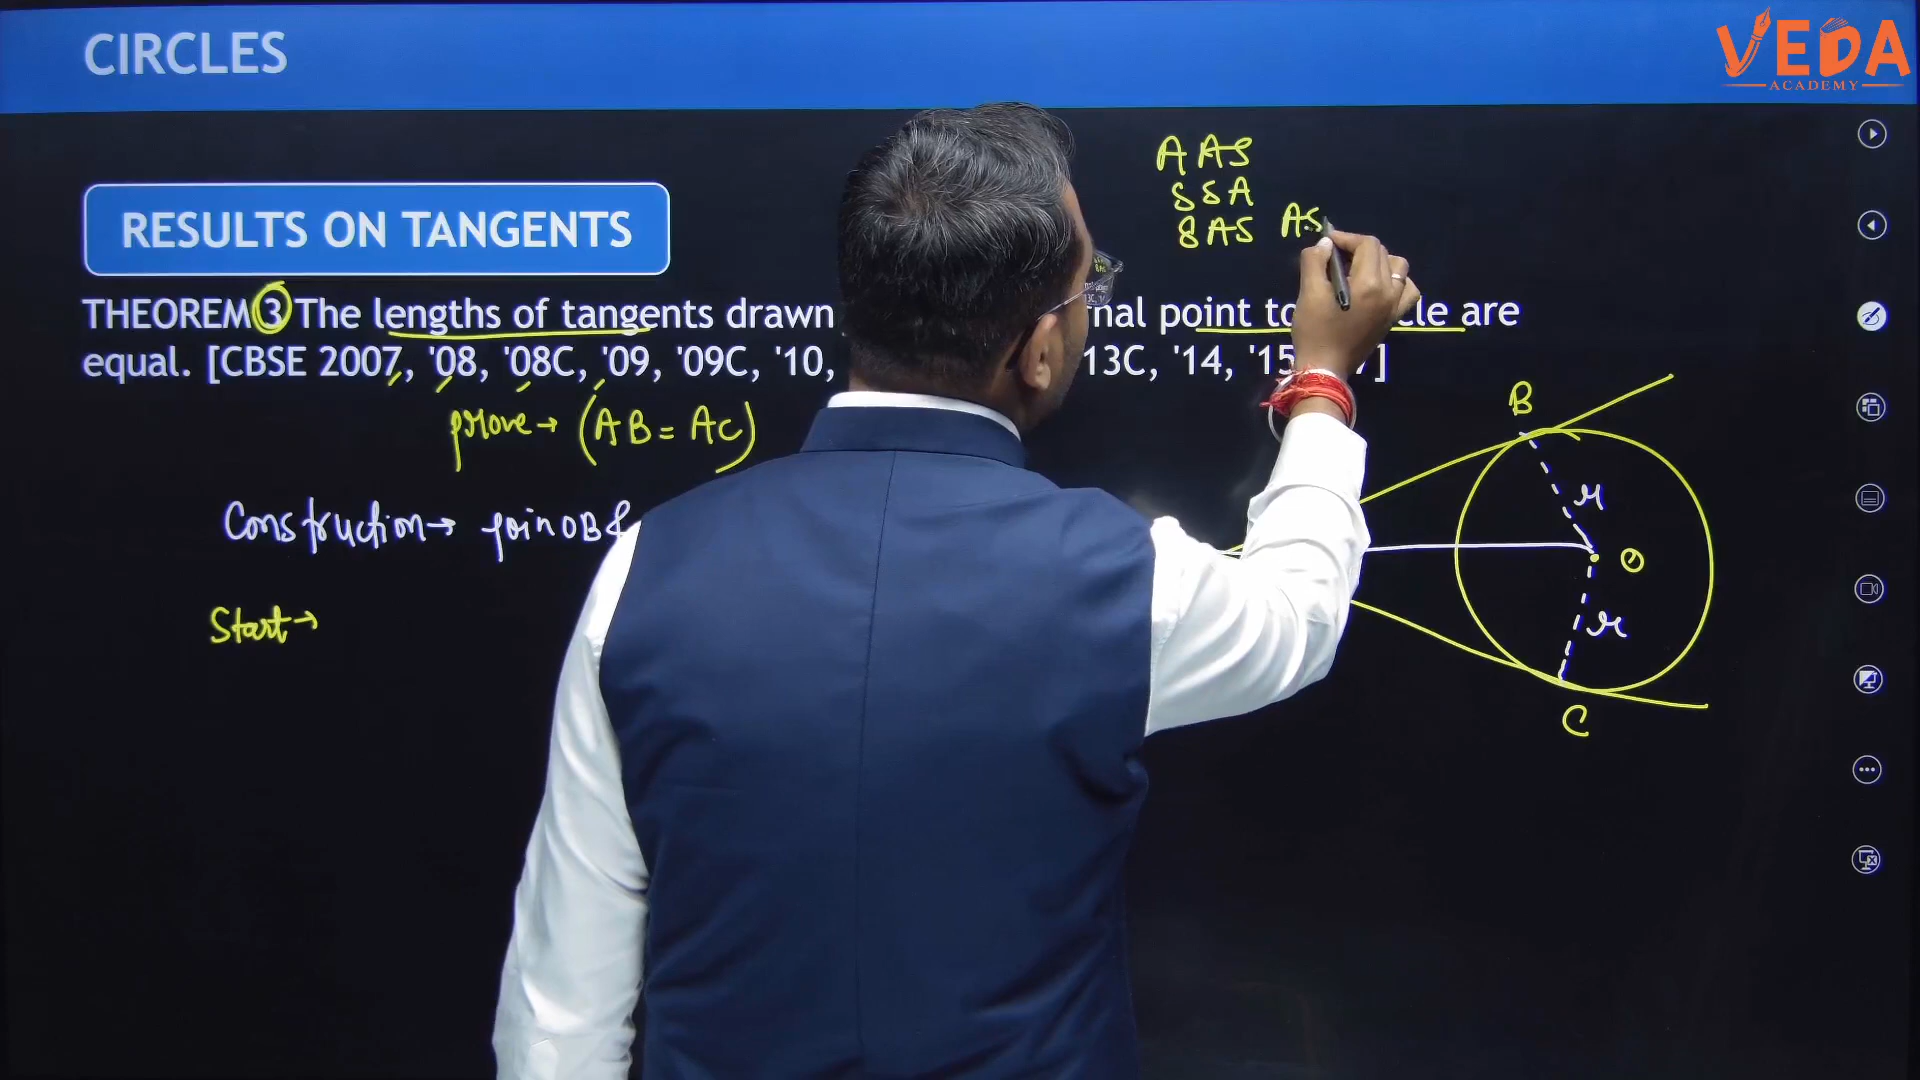 CIRCLES
VEDA
ACADEMY
RESULTS ON TANGENTS
AAS
SSA
SAS AS
THEOREM 3 The lengths of tangents drawn point to are
equal. [CBSE 2007, '08, '08C, '09, '09C, '10, 13C, '14, '15
prove → (AB = AC)
Construction → join OB &
Start →
B
r
O
r
C